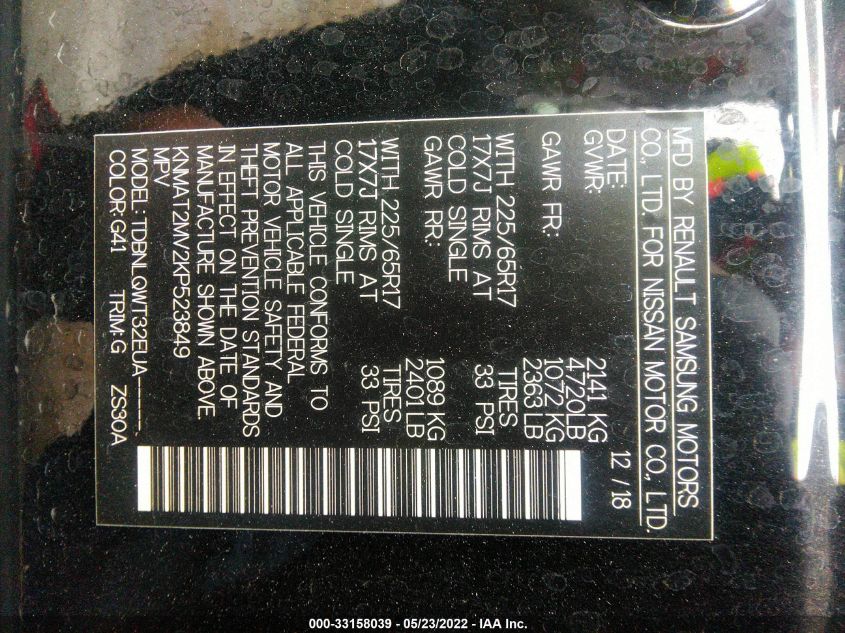 MFD BY RENAULT SAMSUNG MOTORS
CO., LTD. FOR NISSAN MOTOR CO., LTD.
DATE: 12 /18
GVWR: 2141 KG
4720LB
GAWR FR: 1072 KG
2363 LB
WITH 225/65R17 TIRES
17X7J RIMS AT 33 PSI
COLD SINGLE
GAWR RR: 1089 KG
2401LB
WITH 225/65R17 TIRES
17X7J RIMS AT 33 PSI
COLD SINGLE
THIS VEHICLE CONFORMS TO
ALL APPLICABLE FEDERAL
MOTOR VEHICLE SAFETY AND
THEFT PREVENTION STANDARDS
IN EFFECT ON THE DATE OF
MANUFACTURE SHOWN ABOVE.
KNMAT2MV2KP523849
MPV
MODEL: TDBNLQWT32EUA-----
COLOR: G41 TRIM:G ZS30A
000-33158039 - 05/23/2022 - IAA Inc.